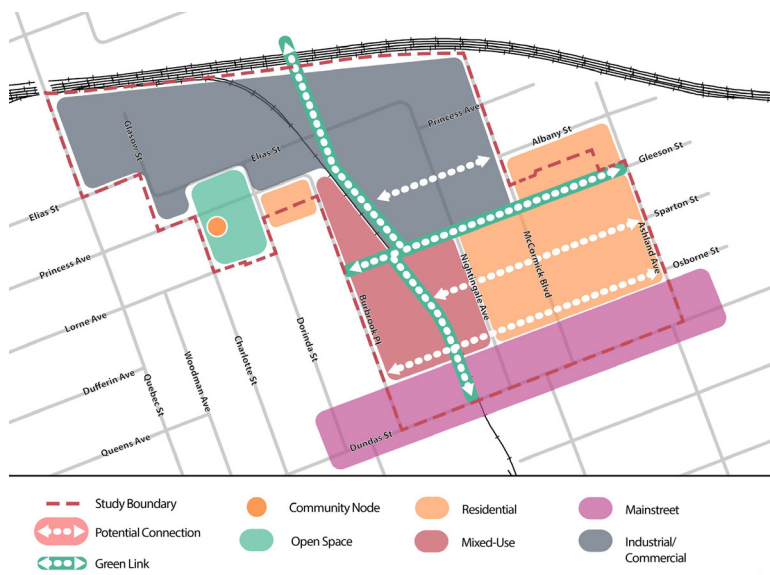 Glasow St
Elias St
Princess Ave
Albany St
Gleeson St
Elias St
Sparton St
Princess Ave
McCormick Blvd
Ashland Ave
Osborne St
Nightingale Ave
Lorne Ave
Burbrook Pl
Dorinda St
Charlotte St
Woodman Ave
Dufferin Ave
Quebec St
Queens Ave
Dundas St
Study Boundary
Community Node
Residential
Mainstreet
Potential Connection
Open Space
Mixed-Use
Industrial/
Commercial
Green Link